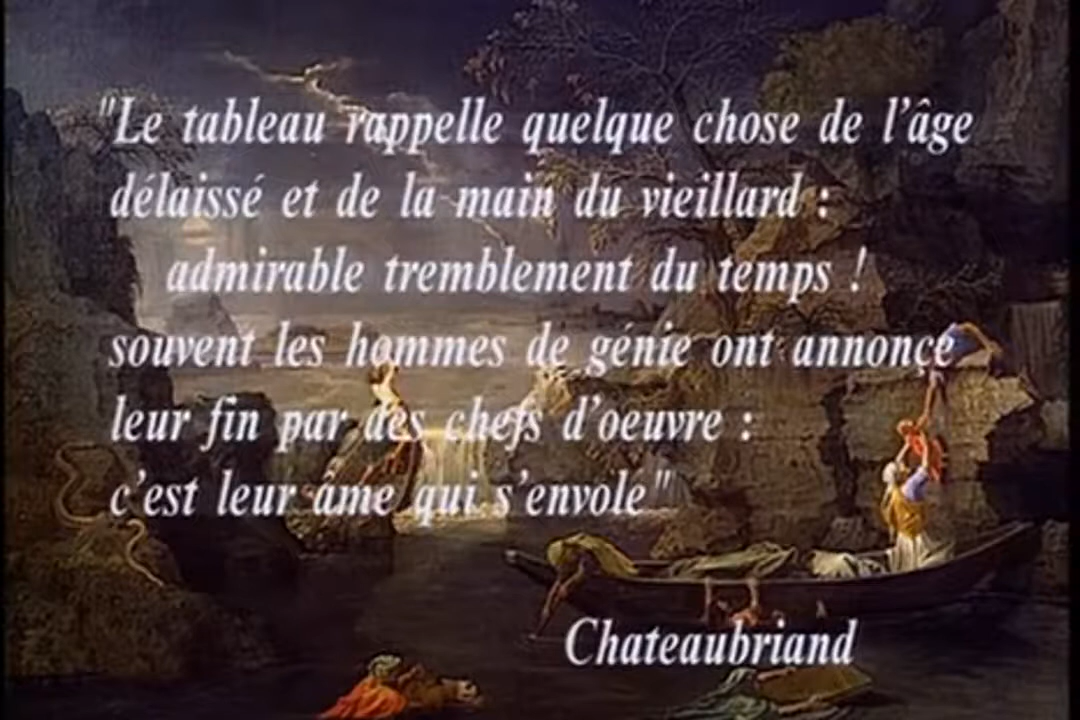 "Le tableau rappelle quelque chose de l'âge
délaissé et de la main du vieillard :
admirable tremblement du temps !
souvent les hommes de génie ont annonçe
leur fin par des chefs d'oeuvre :
c'est leur âme qui s'envole"
Chateaubriand